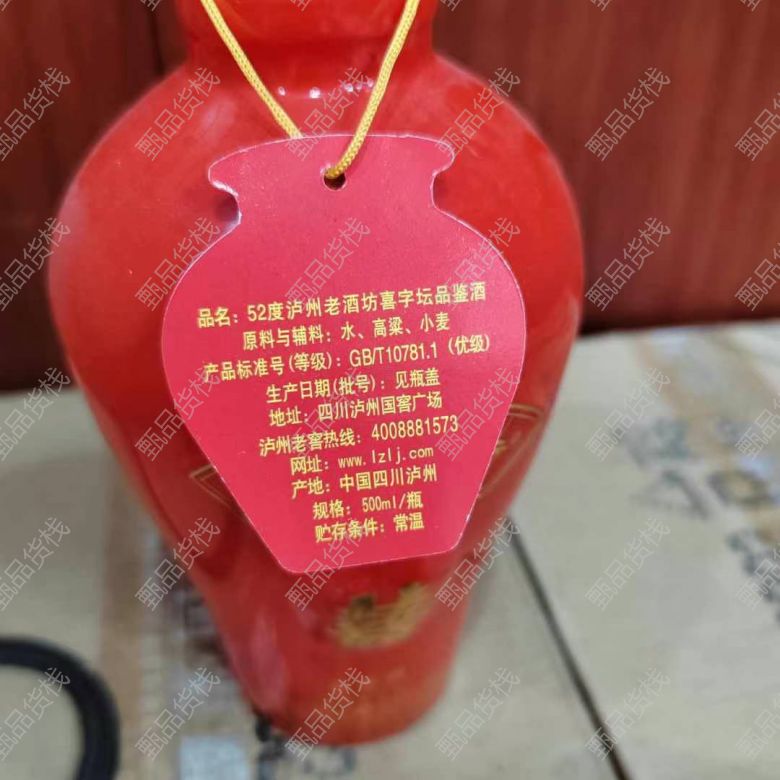 品名：52度泸州老酒坊喜字坛品鉴酒
原料与辅料：水、高粱、小麦
产品标准号(等级)：GB/T10781.1（优级）
生产日期(批号)：见瓶盖
地址：四川泸州国窖广场
泸州老窖热线：4008881573
网址：www.lzlj.com
产地：中国四川泸州
规格：500ml/瓶
贮存条件：常温
甄品货栈